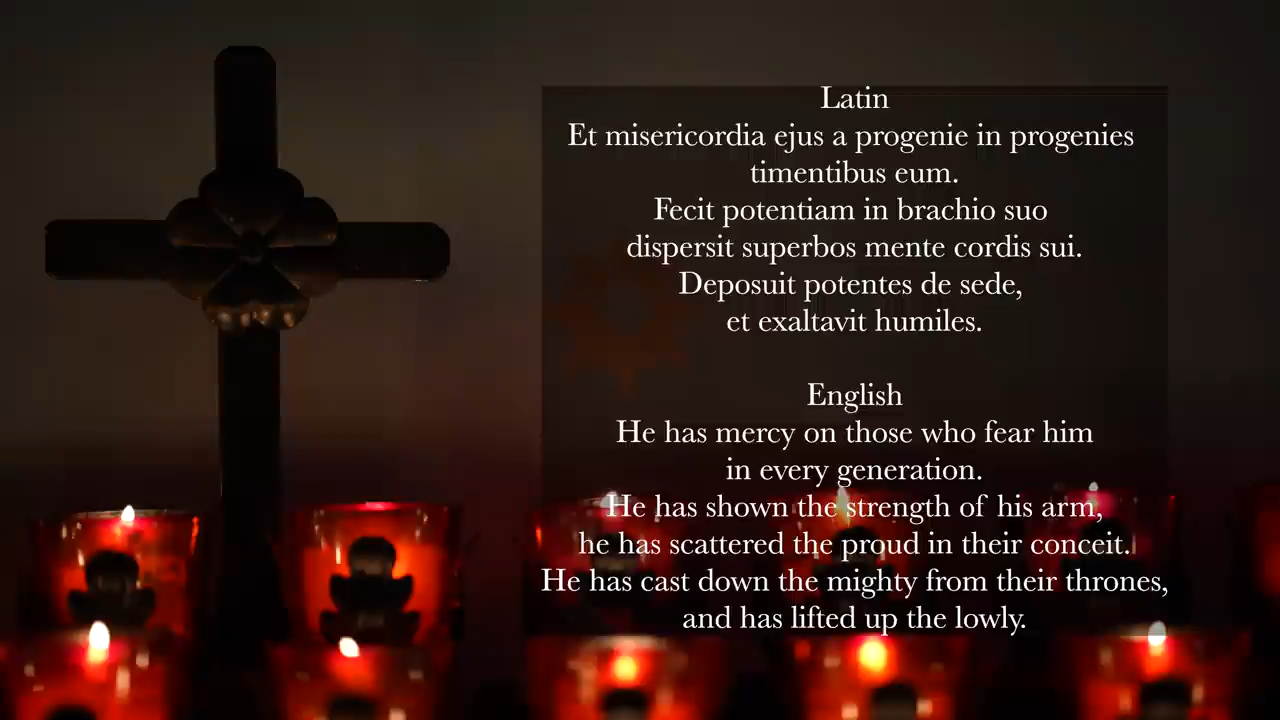 Latin
Et misericordia ejus a progenie in progenies
timentibus eum.
Fecit potentiam in brachio suo
dispersit superbos mente cordis sui.
Deposuit potentes de sede,
et exaltavit humiles.
English
He has mercy on those who fear him
in every generation.
He has shown the strength of his arm,
he has scattered the proud in their conceit.
He has cast down the mighty from their thrones,
and has lifted up the lowly.